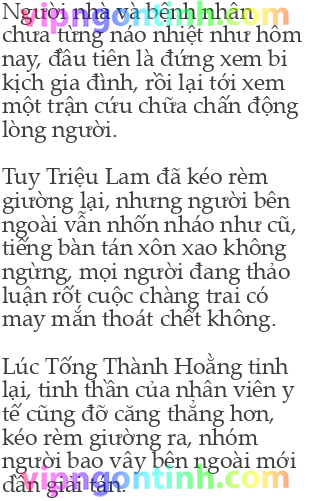 Người nhà và bệnh nhân
chưa từng náo nhiệt như hôm
nay, đầu tiên là đứng xem bi
kịch gia đình, rồi lại tới xem
một trận cứu chữa chấn động
lòng người.
Tuy Triệu Lam đã kéo rèm
giường lại, nhưng người bên
ngoài vẫn nhốn nháo như cũ,
tiếng bàn tán xôn xao không
ngừng, mọi người đang thảo
luận rốt cuộc chàng trai có
may mắn thoát chết không.
Lúc Tống Thành Hoằng tỉnh
lại, tinh thần của nhân viên y
tế cũng đỡ căng thẳng hơn,
kéo rèm giường ra, nhóm
người bao vây bên ngoài mới
dần giải tán.
vipngontinh.com
vipngontinh.com